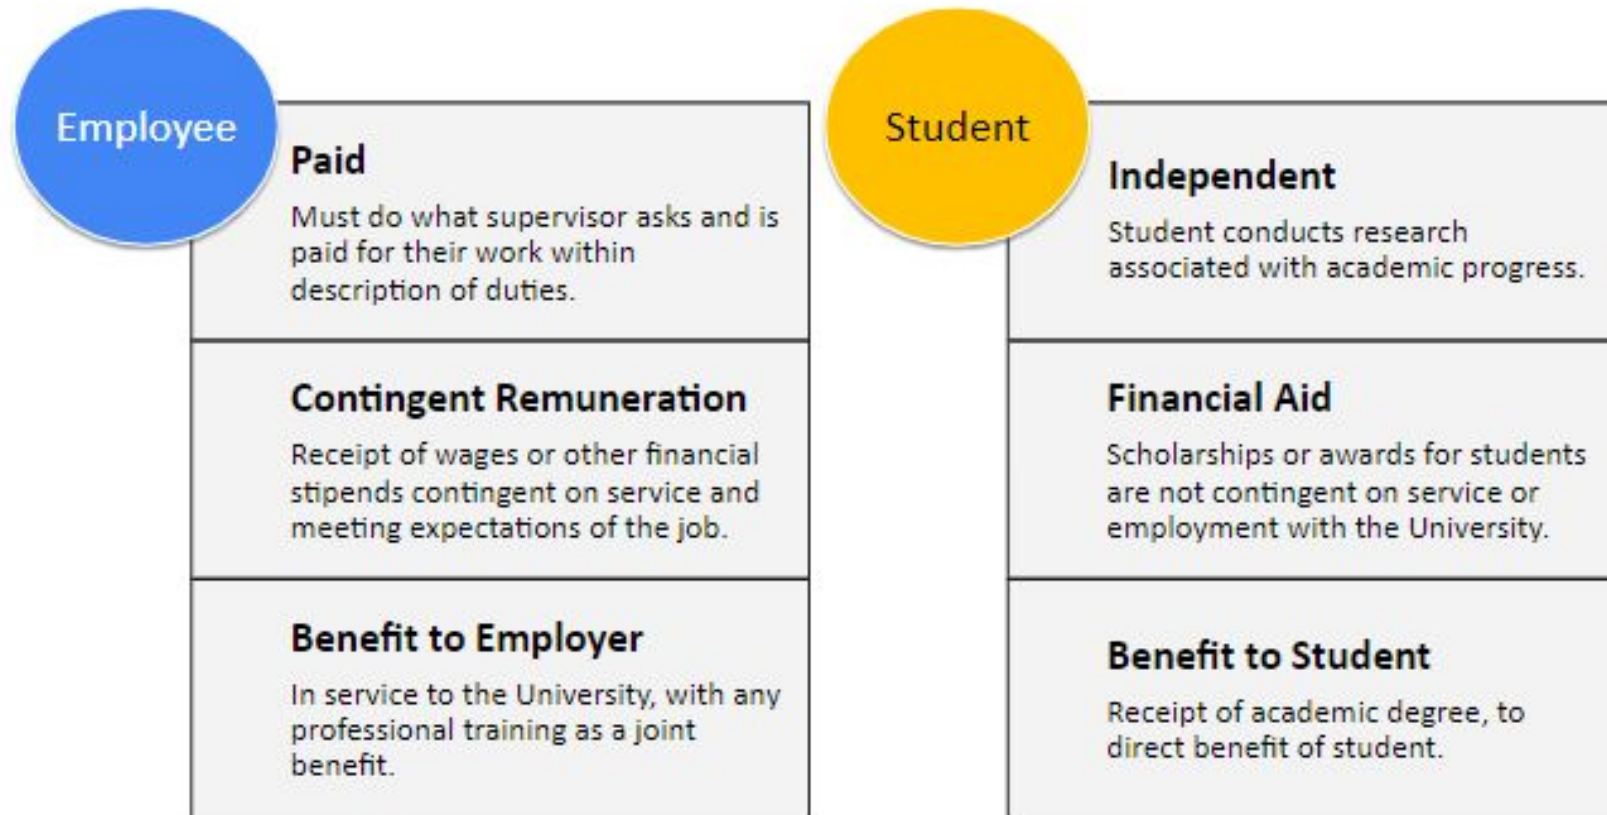 Employee
Paid
Must do what supervisor asks and is
paid for their work within
description of duties.
Contingent Remuneration
Receipt of wages or other financial
stipends contingent on service and
meeting expectations of the job.
Benefit to Employer
In service to the University, with any
professional training as a joint
benefit.
Student
Independent
Student conducts research
associated with academic progress.
Financial Aid
Scholarships or awards for students
are not contingent on service or
employment with the University.
Benefit to Student
Receipt of academic degree, to
direct benefit of student.